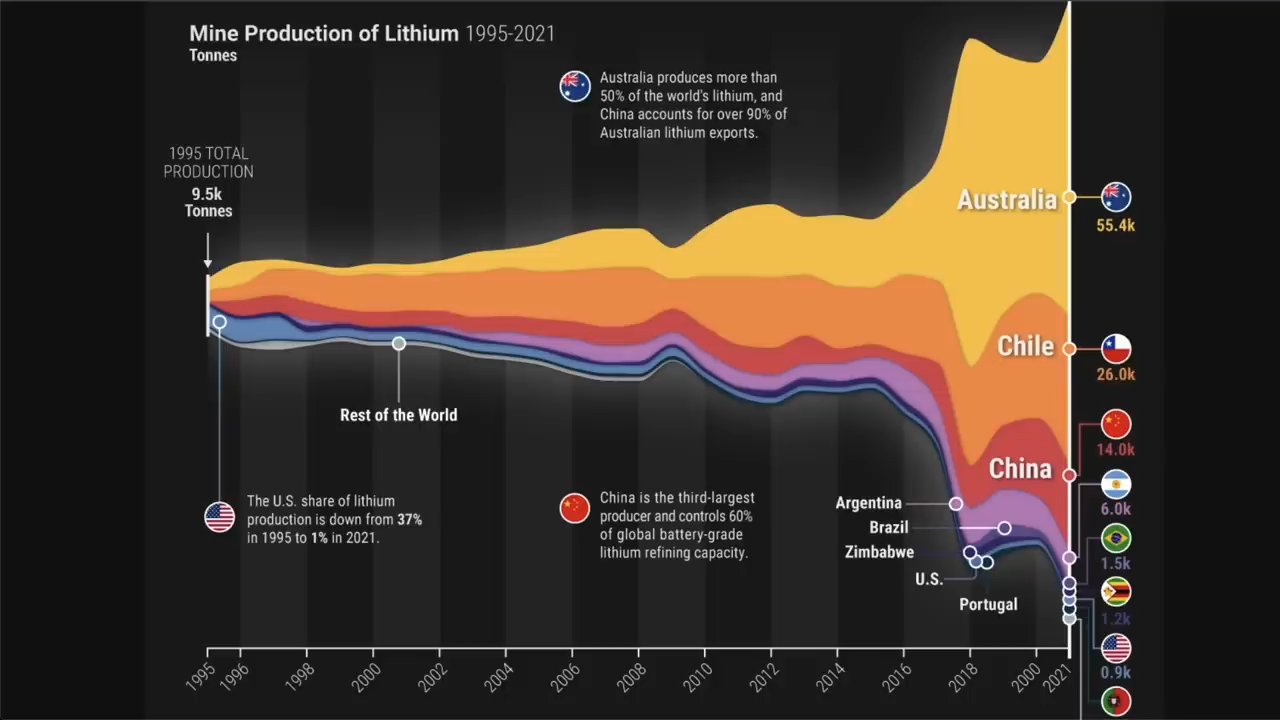 Mine Production of Lithium 1995-2021
Tonnes
Australia produces more than
50% of the world's lithium, and
China accounts for over 90% of
Australian lithium exports.
1995 TOTAL
PRODUCTION
9.5k
Tonnes
Australia
55.4k
Chile
26.0k
Rest of the World
China
14.0k
The U.S. share of lithium
production is down from 37%
in 1995 to 1% in 2021.
China is the third-largest
producer and controls 60%
of global battery-grade
lithium refining capacity.
Argentina
6.0k
Brazil
1.5k
Zimbabwe
1.2k
U.S.
0.9k
Portugal
1995
1996
1998
2000
2002
2004
2006
2008
2010
2012
2014
2016
2018
2000
2021